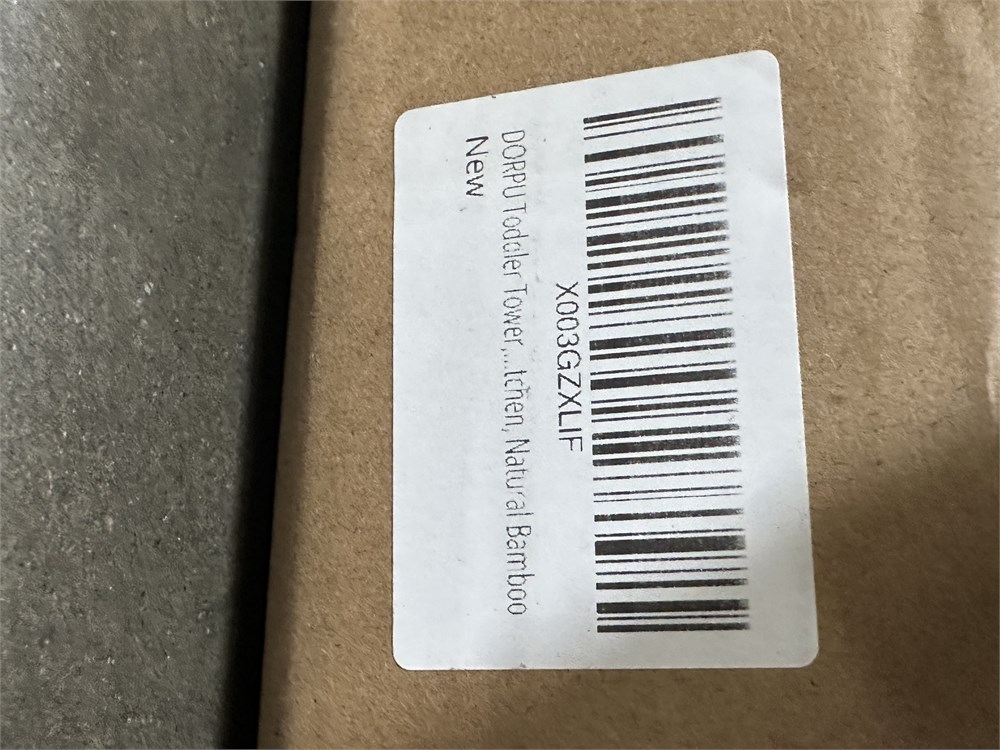 X003GZXLIF
DORPU Toddler Tower,...tchen, Natural Bamboo
New